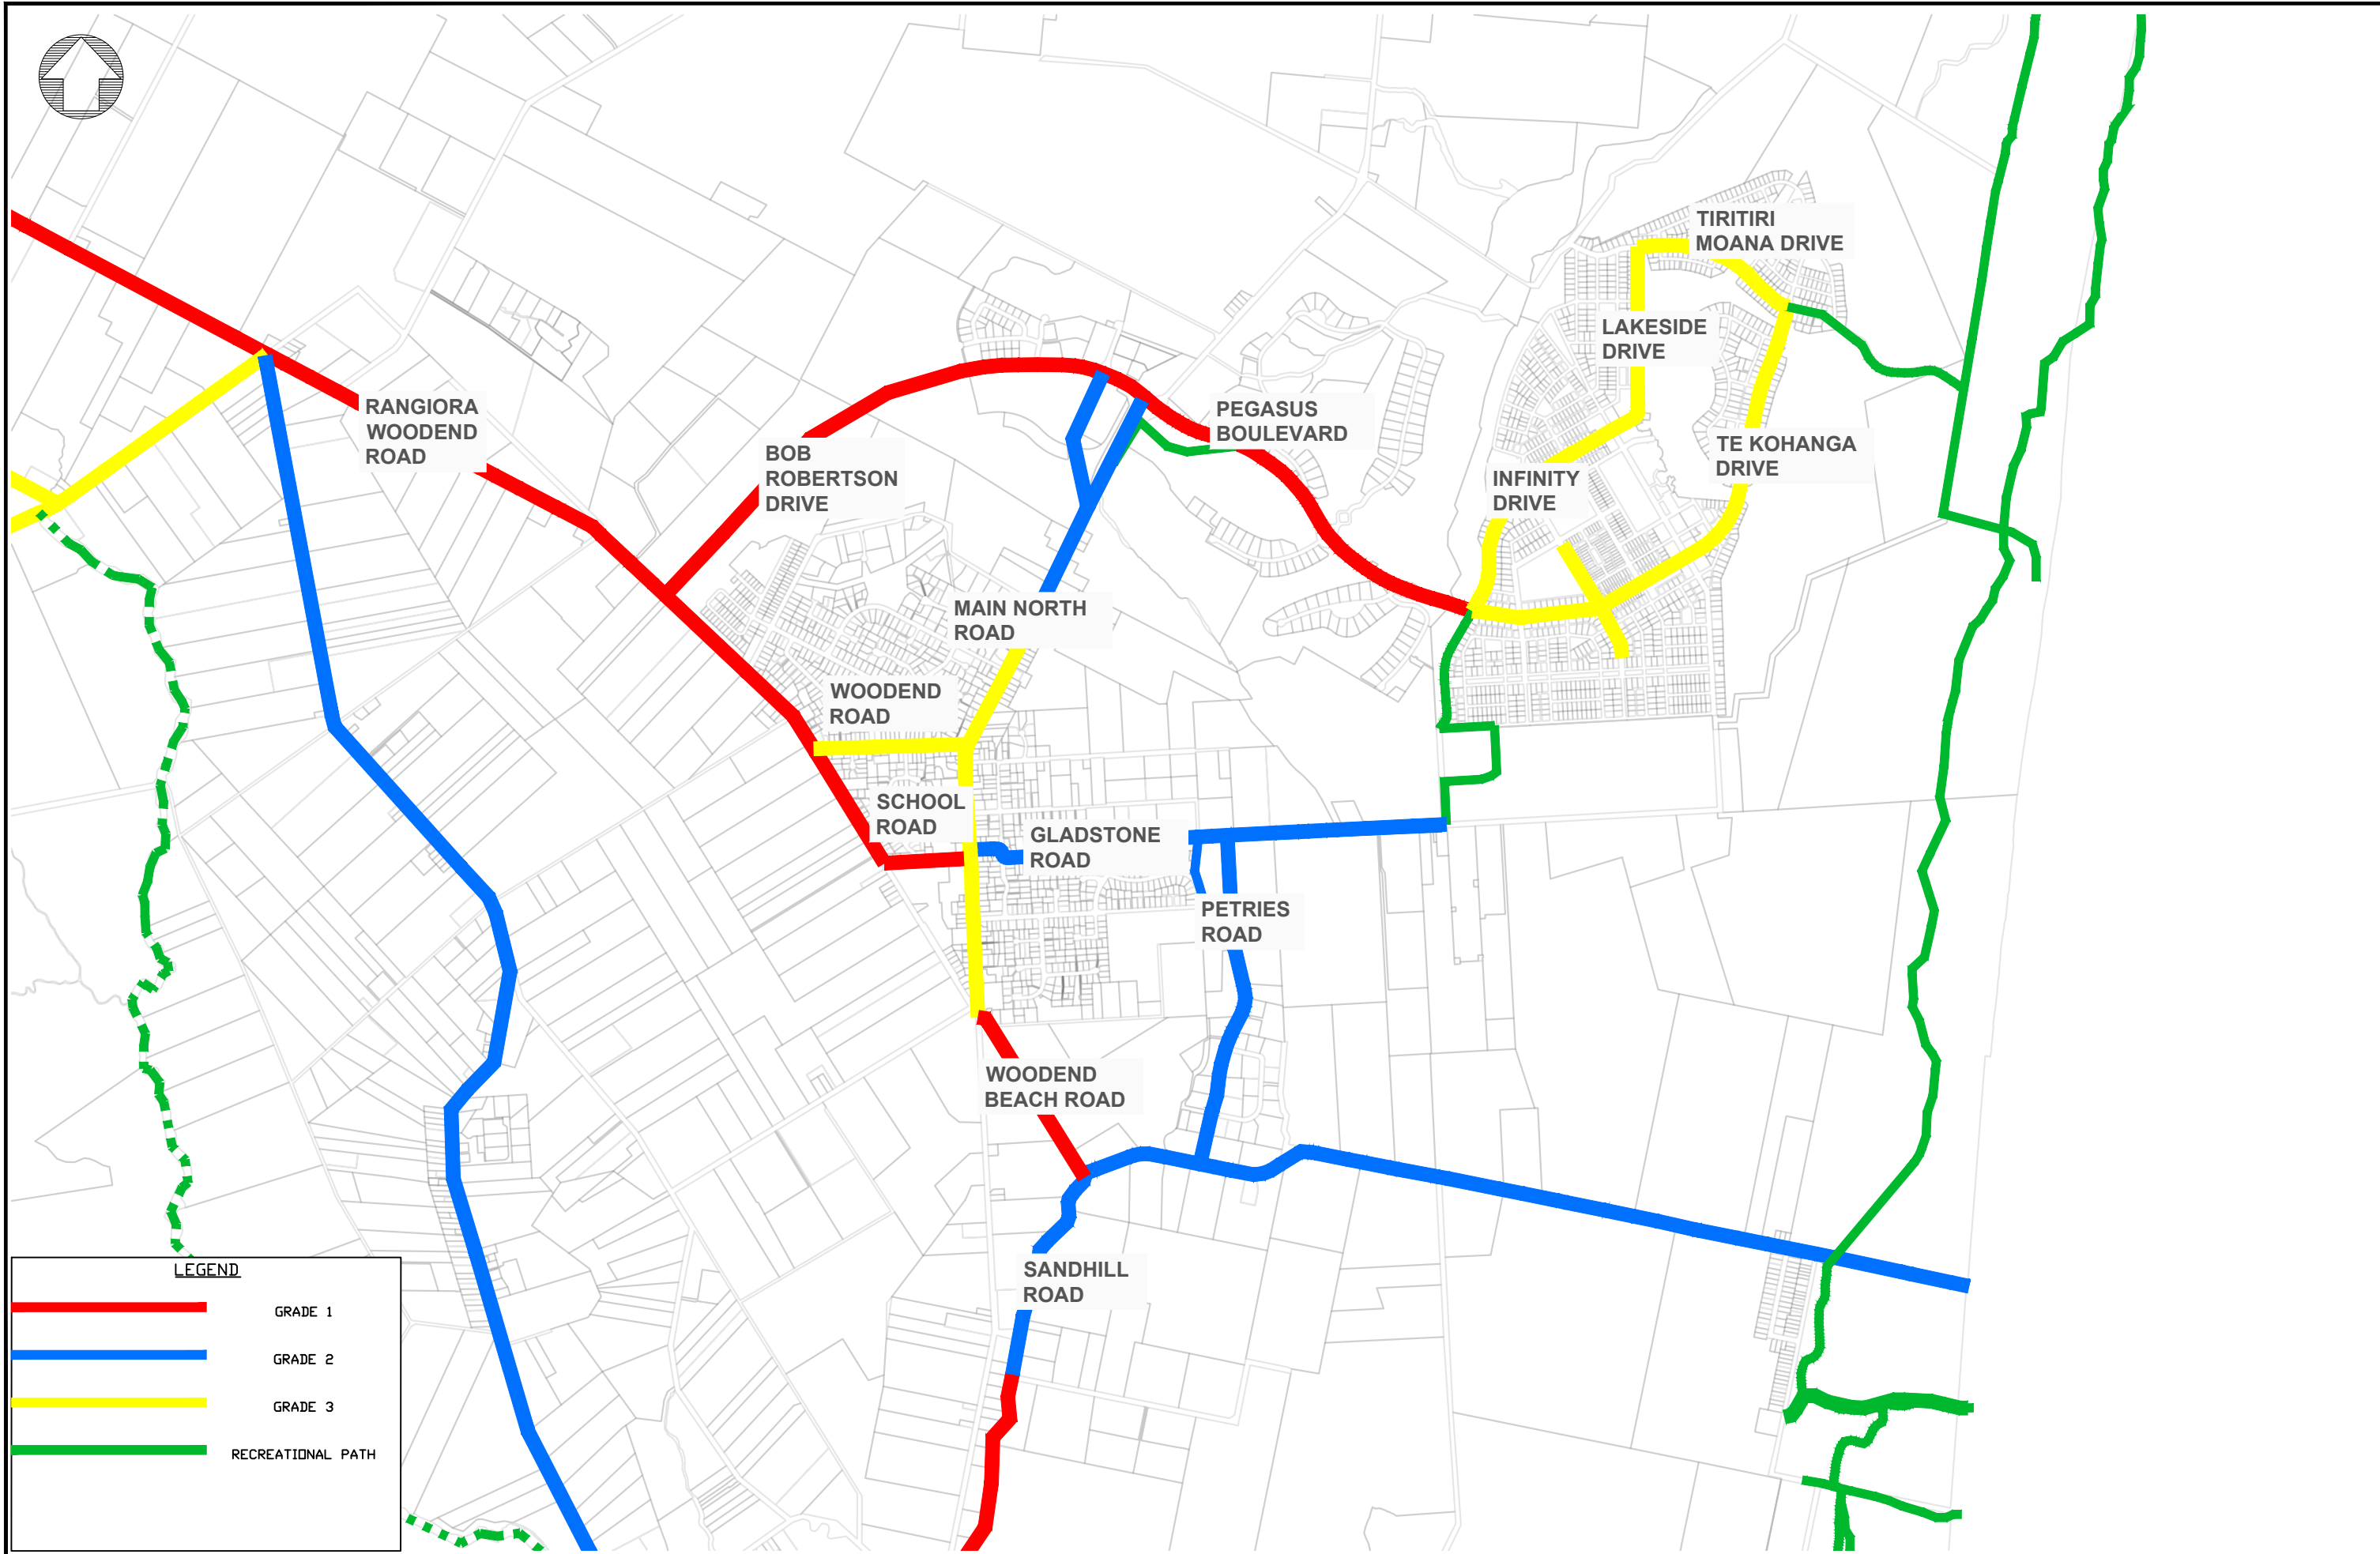 TIRITIRI
MOANA DRIVE
LAKESIDE
DRIVE
RANGIORA
WOODEND
ROAD
PEGASUS
BOULEVARD
BOB
ROBERTSON
DRIVE
TE KOHANGA
DRIVE
INFINITY
DRIVE
MAIN NORTH
ROAD
WOODEND
ROAD
SCHOOL
ROAD
GLADSTONE
ROAD
PETRIES
ROAD
WOODEND
BEACH ROAD
SANDHILL
ROAD
LEGEND
GRADE 1
GRADE 2
GRADE 3
RECREATIONAL PATH